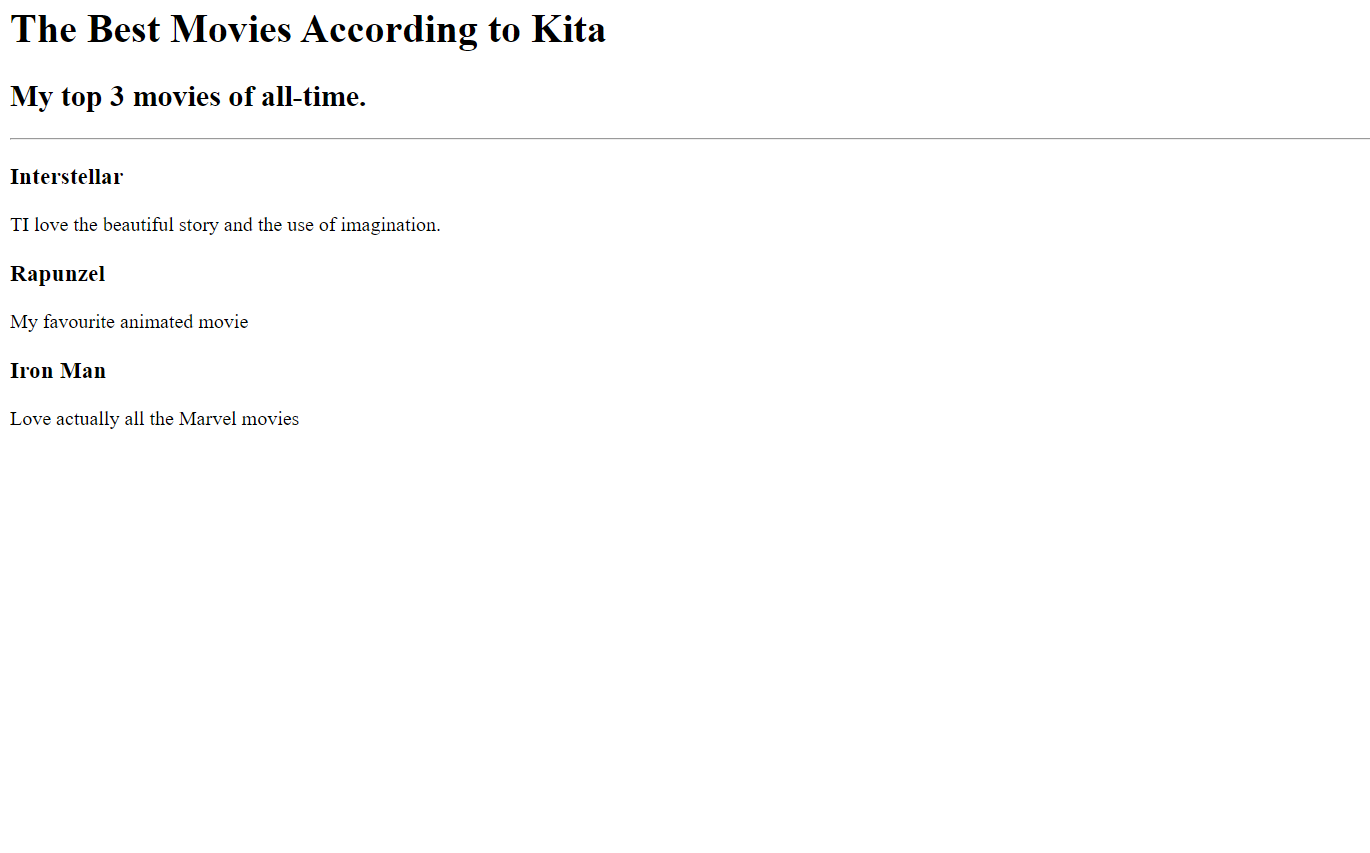 The Best Movies According to Kita
My top 3 movies of all-time.
Interstellar
TI love the beautiful story and the use of imagination.
Rapunzel
My favourite animated movie
Iron Man
Love actually all the Marvel movies